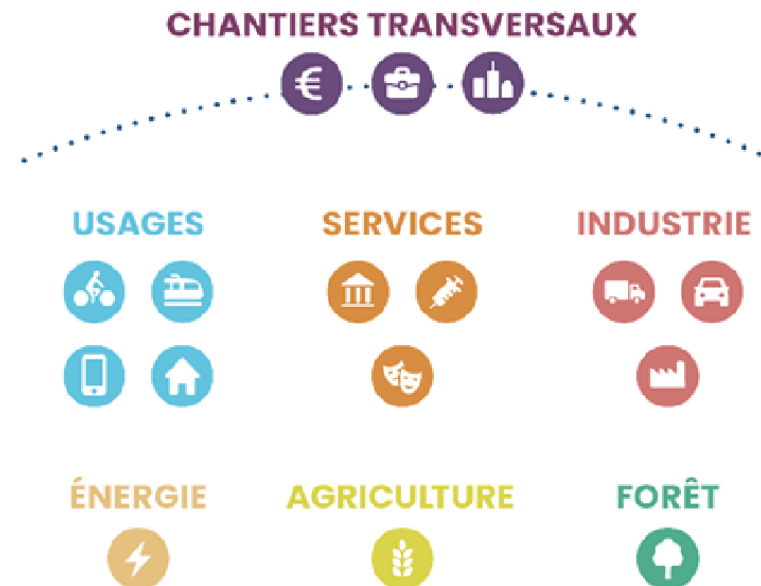 CHANTIERS TRANSVERSAUX
€
USAGES SERVICES INDUSTRIE
ÉNERGIE AGRICULTURE FORÊT